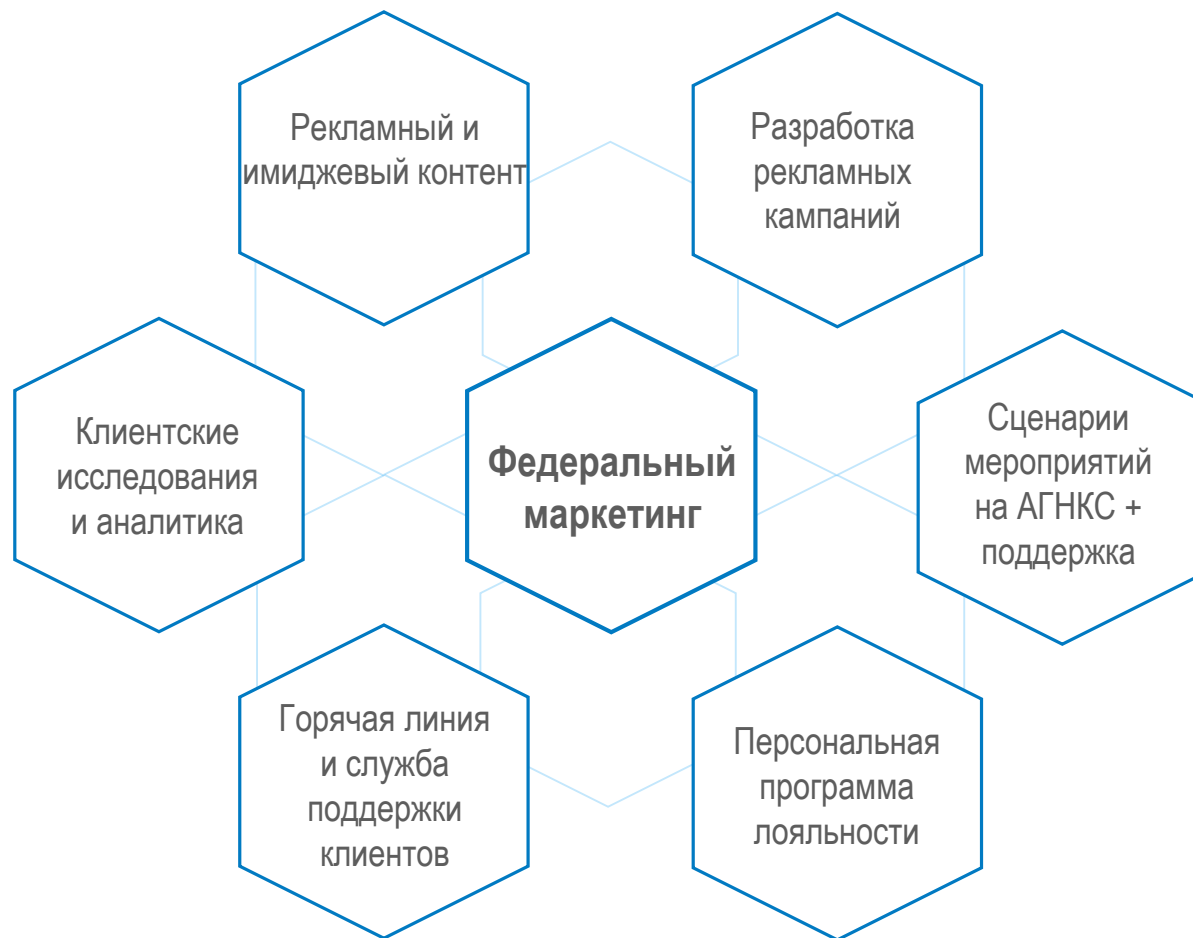 Рекламный и
имиджевый контент
Разработка
рекламных
кампаний
Клиентские
исследования
и аналитика
Федеральный
маркетинг
Сценарии
мероприятий
на АГНКС +
поддержка
Горячая линия
и служба
поддержки
клиентов
Персональная
программа
лояльности